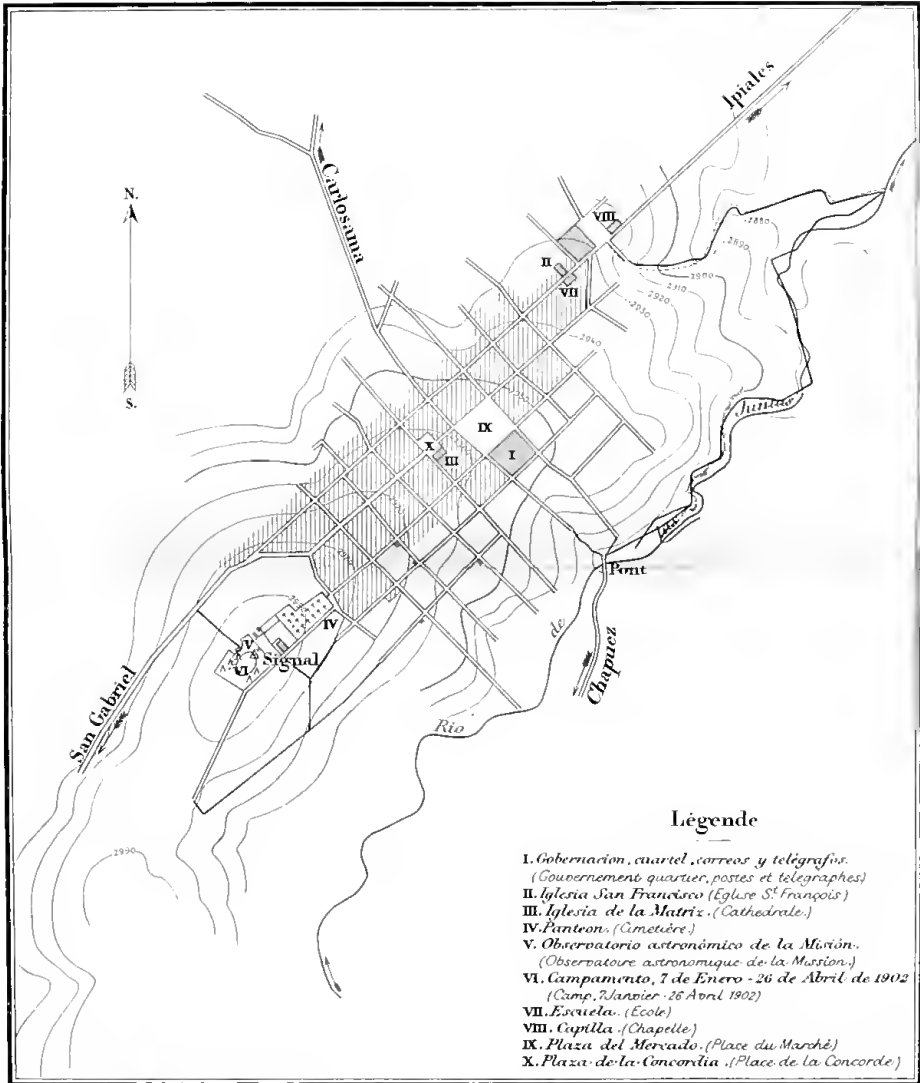 Ipiales
Carlosama
N.
S.
VIII
II
VII
2880
2890
2900
2910
2920
2930
2940
Juntas
IX
X
III
I
Pont
de
Chapuez
IV
V
Signal
VI
San Gabriel
Rio
2990
Légende
I. Gobernacion, cuartel, correos y telégrafos.
(Gouvernement quartier, postes et télégraphes)
II. Iglesia San Francisco (Eglise St. François)
III. Iglesia de la Matriz. (Cathedrale.)
IV. Panteon. (Cimetière.)
V. Observatorio astronómico de la Misión.
(Observatoire astronomique de la Mission.)
VI. Campamento, 7 de Enero - 26 de Abril de 1902
(Camp, 7 Janvier - 26 Avril 1902)
VII. Escuela. (Ecole)
VIII. Capilla. (Chapelle)
IX. Plaza del Mercado. (Place du Marché)
X. Plaza de la Concordia. (Place de la Concorde)